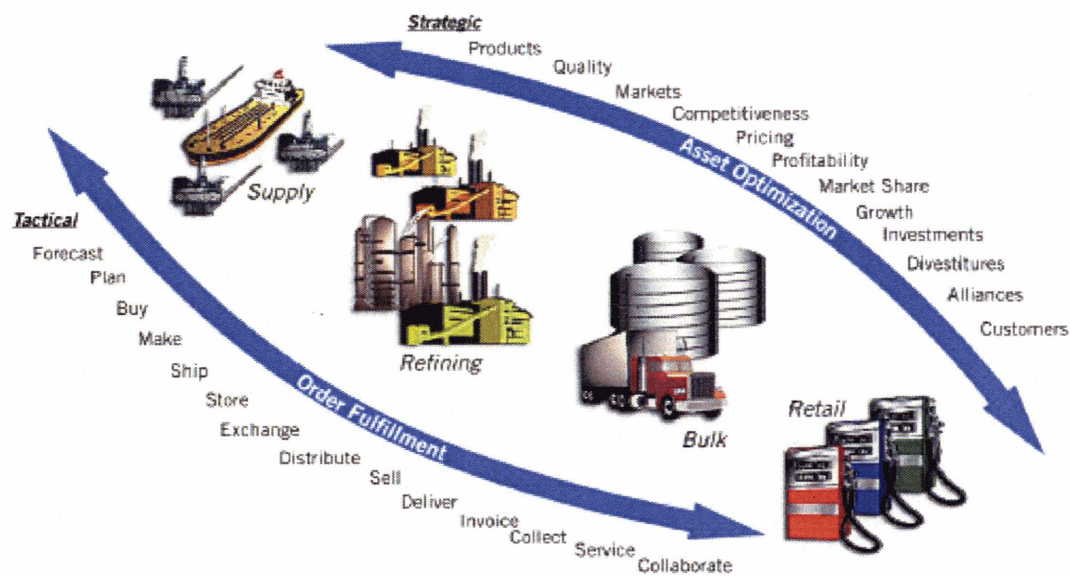 Strategic
Products
Quality
Markets
Competitiveness
Pricing
Profitability
Market Share
Growth
Investments
Divestitures
Alliances
Customers
Asset Optimization
Supply
Refining
Bulk
Retail
Tactical
Forecast
Plan
Buy
Make
Ship
Store
Exchange
Distribute
Sell
Deliver
Invoice
Collect
Service
Collaborate
Order Fulfillment